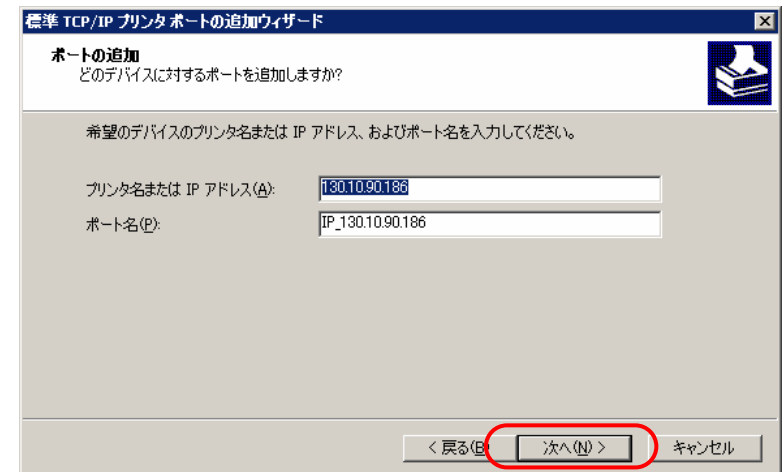 標準 TCP/IP プリンタ ポートの追加ウィザード
ポートの追加
どのデバイスに対するポートを追加しますか?
希望のデバイスのプリンタ名または IP アドレス、およびポート名を入力してください。
プリンタ名または IP アドレス(A):
130.10.90.186
ポート名(P):
IP_130.10.90.186
< 戻る(B)
次へ(N) >
キャンセル